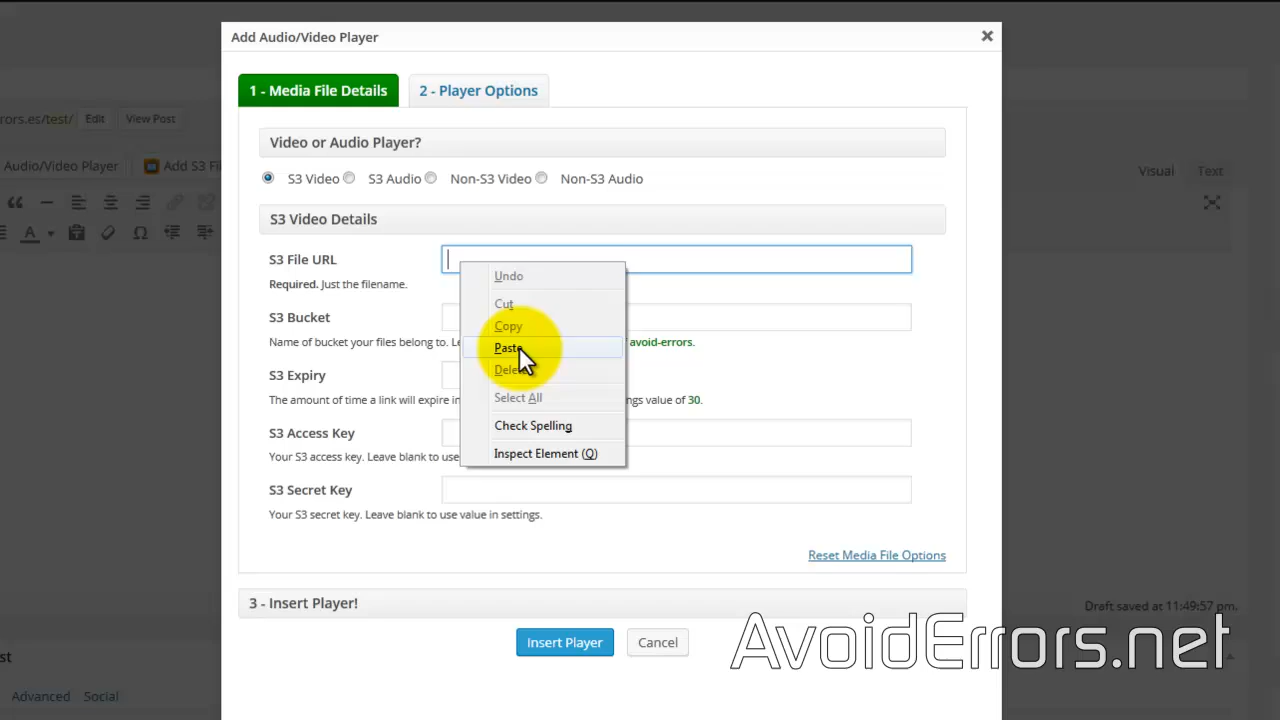 Add Audio/Video Player
1 - Media File Details
2 - Player Options
rors.es/test/ Edit View Post
Video or Audio Player?
Audio/Video Player Add S3 Fi
Visual Text
S3 Video S3 Audio Non-S3 Video Non-S3 Audio
S3 Video Details
S3 File URL
Required. Just the filename.
Undo
Cut
Copy
Paste
Delete
Select All
Check Spelling
Inspect Element (Q)
S3 Bucket
Name of bucket your files belong to. avoid-errors.
S3 Expiry
The amount of time a link will expire in value of 30.
S3 Access Key
Your S3 access key. Leave blank to use
S3 Secret Key
Your S3 secret key. Leave blank to use value in settings.
Reset Media File Options
3 - Insert Player!
Draft saved at 11:49:57 pm.
Insert Player Cancel
AvoidErrors.net
st
Advanced Social